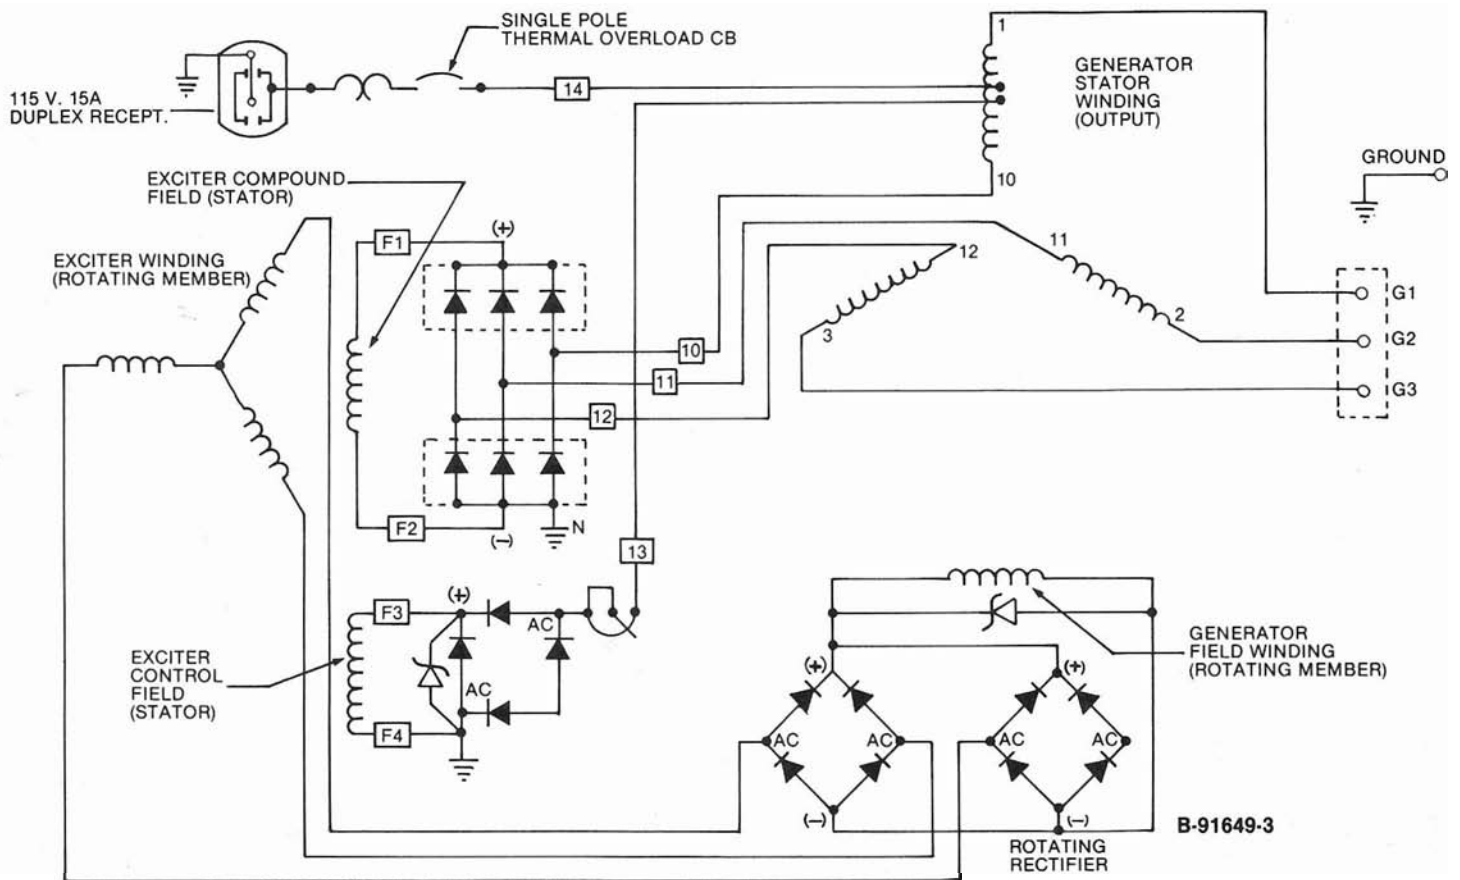 SINGLE POLE
THERMAL OVERLOAD CB
1
115 V. 15A
DUPLEX RECEPT.
14
GENERATOR
STATOR
WINDING
(OUTPUT)
10
GROUND
EXCITER COMPOUND
FIELD (STATOR)
EXCITER WINDING
(ROTATING MEMBER)
F1
(+)
12
11
3
2
G1
G2
G3
10
11
12
F2
(-)
N
13
EXCITER
CONTROL
FIELD
(STATOR)
F3
(+)
AC
AC
F4
GENERATOR
FIELD WINDING
(ROTATING MEMBER)
(+)
(+)
AC
AC
AC
AC
(-)
(-)
ROTATING
RECTIFIER
B-91649-3